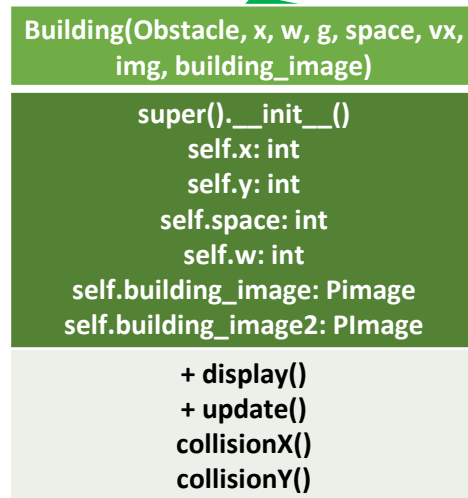 Building(Obstacle, x, w, g, space, vx,
img, building_image)
super().__init__()
self.x: int
self.y: int
self.space: int
self.w: int
self.building_image: Pimage
self.building_image2: PImage
+ display()
+ update()
collisionX()
collisionY()